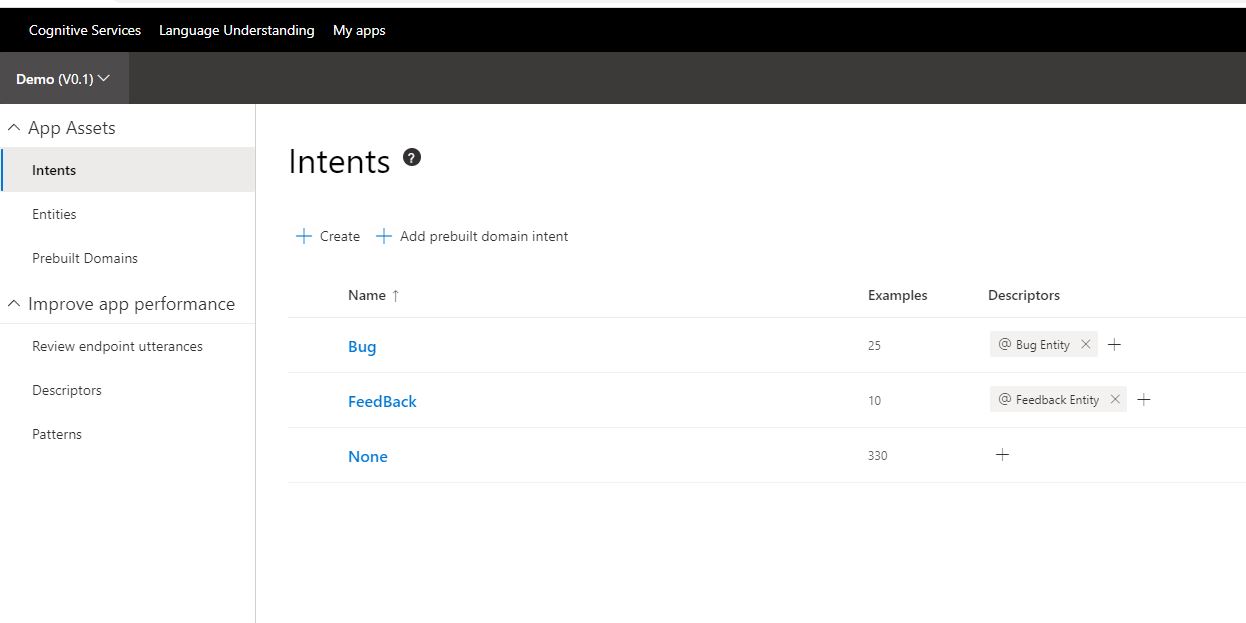 Cognitive Services Language Understanding My apps
Demo (V0.1)
App Assets
Intents
Entities
Prebuilt Domains
Improve app performance
Review endpoint utterances
Descriptors
Patterns
Intents ?
+ Create + Add prebuilt domain intent
Name ↑ Examples Descriptors
Bug 25 @ Bug Entity × +
FeedBack 10 @ Feedback Entity × +
None 330 +